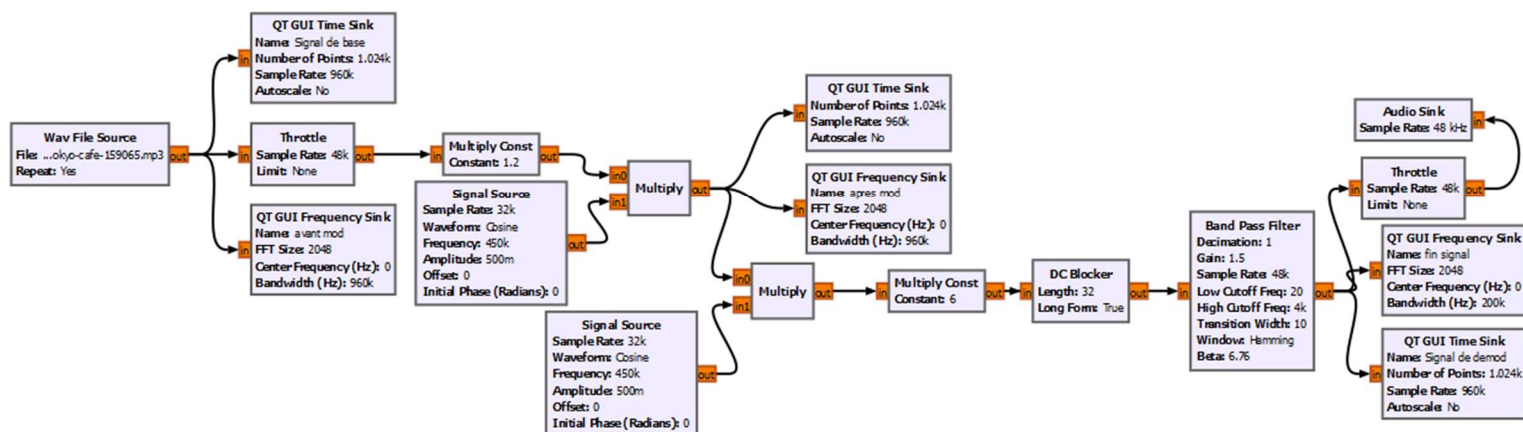 QT GUI Time Sink
Name: Signal de base
Number of Points: 1.024k
Sample Rate: 960k
Autoscale: No
in
Wav File Source
File: ...okyo-cafe-159065.mp3
Repeat: Yes
out
Throttle
Sample Rate: 48k
Limit: None
in
out
QT GUI Frequency Sink
Name: avant mod
FFT Size: 2048
Center Frequency (Hz): 0
Bandwidth (Hz): 960k
in
Multiply Const
Constant: 1.2
in
out
Signal Source
Sample Rate: 32k
Waveform: Cosine
Frequency: 450k
Amplitude: 500m
Offset: 0
Initial Phase (Radians): 0
out
in0
in1
Multiply
out
QT GUI Time Sink
Number of Points: 1.024k
Sample Rate: 960k
Autoscale: No
in
QT GUI Frequency Sink
Name: apres mod
FFT Size: 2048
Center Frequency (Hz): 0
Bandwidth (Hz): 960k
in
Signal Source
Sample Rate: 32k
Waveform: Cosine
Frequency: 450k
Amplitude: 500m
Offset: 0
Initial Phase (Radians): 0
out
in0
in1
Multiply
out
Multiply Const
Constant: 6
in
out
DC Blocker
Length: 32
Long Form: True
in
out
Band Pass Filter
Decimation: 1
Gain: 1.5
Sample Rate: 48k
Low Cutoff Freq: 20
High Cutoff Freq: 4k
Transition Width: 10
Window: Hamming
Beta: 6.76
in
out
Audio Sink
Sample Rate: 48 kHz
in
Throttle
Sample Rate: 48k
Limit: None
in
out
QT GUI Frequency Sink
Name: fin signal
FFT Size: 2048
Center Frequency (Hz): 0
Bandwidth (Hz): 200k
in
QT GUI Time Sink
Name: Signal de demod
Number of Points: 1.024k
Sample Rate: 960k
Autoscale: No
in